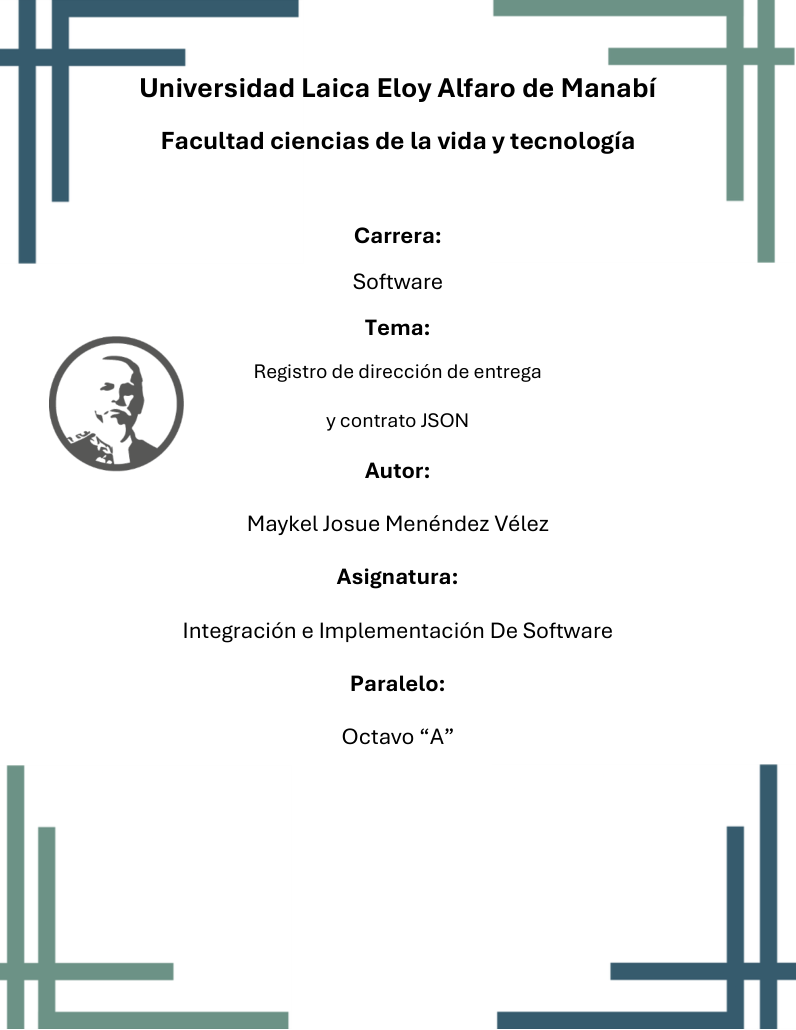 Universidad Laica Eloy Alfaro de Manabí
Facultad ciencias de la vida y tecnología
Carrera:
Software
Tema:
Registro de dirección de entrega
y contrato JSON
Autor:
Maykel Josue Menéndez Vélez
Asignatura:
Integración e Implementación De Software
Paralelo:
Octavo “A”